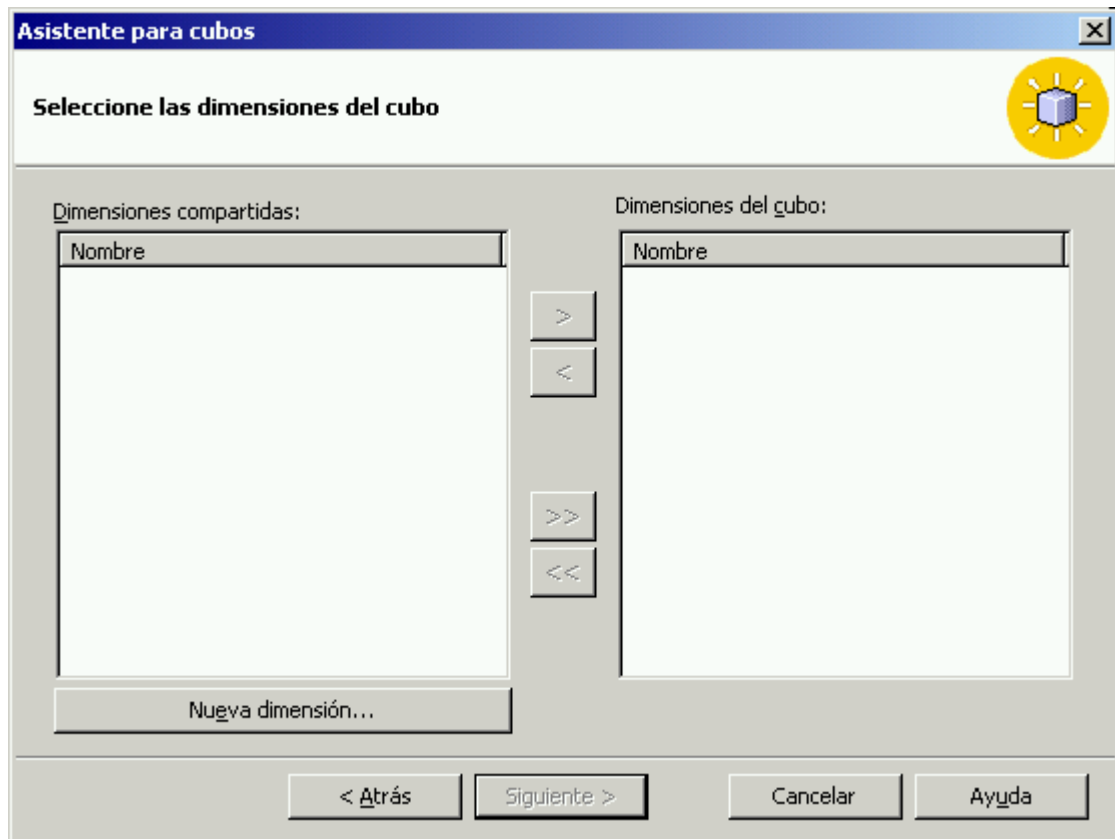 Asistente para cubos
Seleccione las dimensiones del cubo
Dimensiones compartidas:
Nombre
Dimensiones del cubo:
Nombre
>
<
>>
<<
Nueva dimensión...
< Atrás
Siguiente >
Cancelar
Ayuda